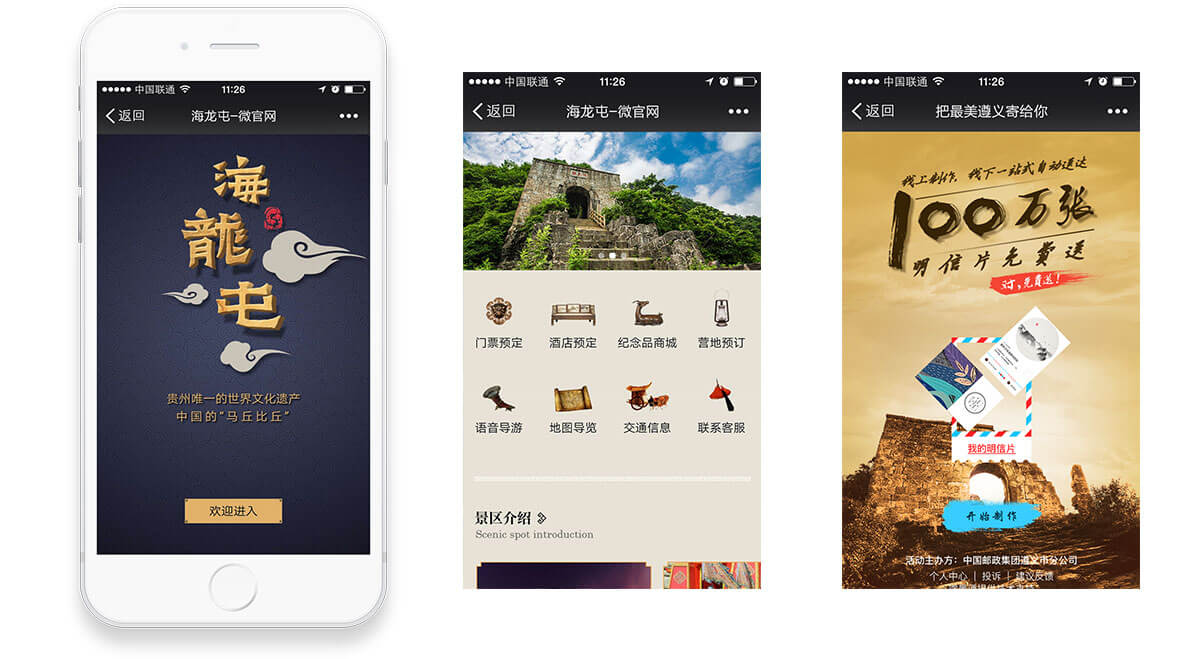 中国联通 11:26
返回 海龙屯-微官网
海
龍
屯
贵州唯一的世界文化遗产
中国的“马丘比丘”
欢迎进入
中国联通 11:26
返回 海龙屯-微官网
门票预定 酒店预定 纪念品商城 营地预订
语音导游 地图导览 交通信息 联系客服
景区介绍
Scenic spot introduction
中国联通 11:26
返回 把最美遵义寄给你
线上制作,线下一站式自动送达
100万张
明信片免費送
对,免费送!
我的明信片
开始制作
活动主办方:中国邮政集团遵义市分公司
个人中心 | 投诉 | 建议反馈